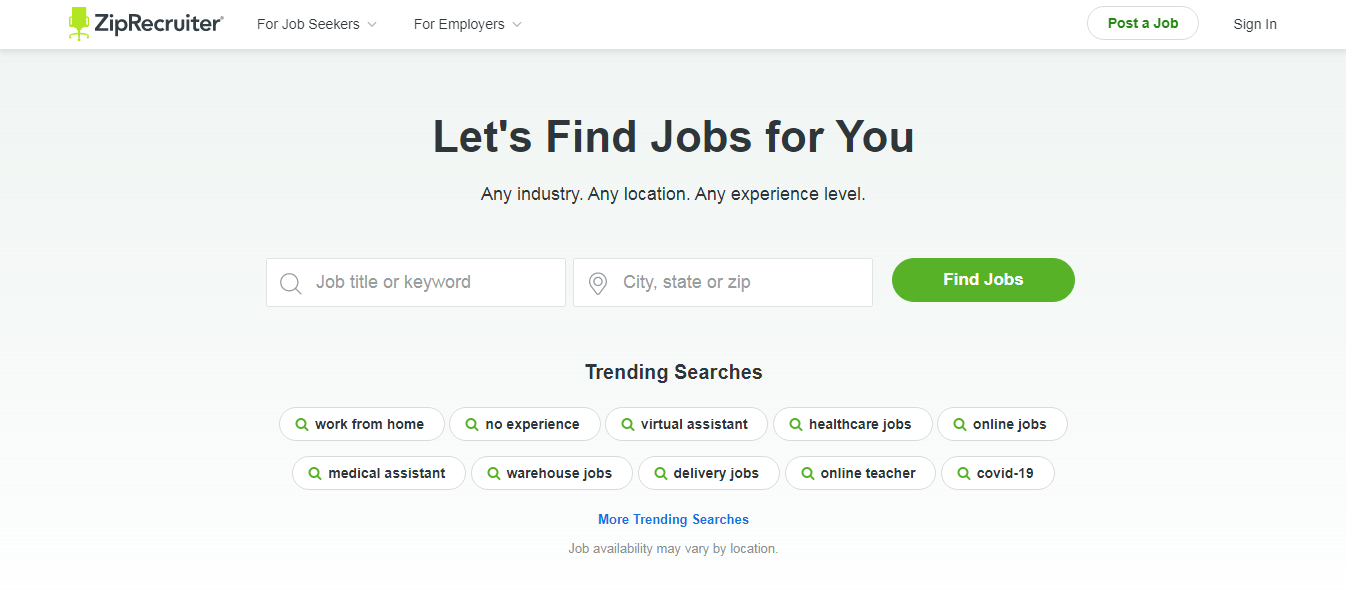 ZipRecruiter® For Job Seekers For Employers Post a Job Sign In
Let's Find Jobs for You
Any industry. Any location. Any experience level.
Job title or keyword City, state or zip Find Jobs
Trending Searches
work from home no experience virtual assistant healthcare jobs online jobs
medical assistant warehouse jobs delivery jobs online teacher covid-19
More Trending Searches
Job availability may vary by location.